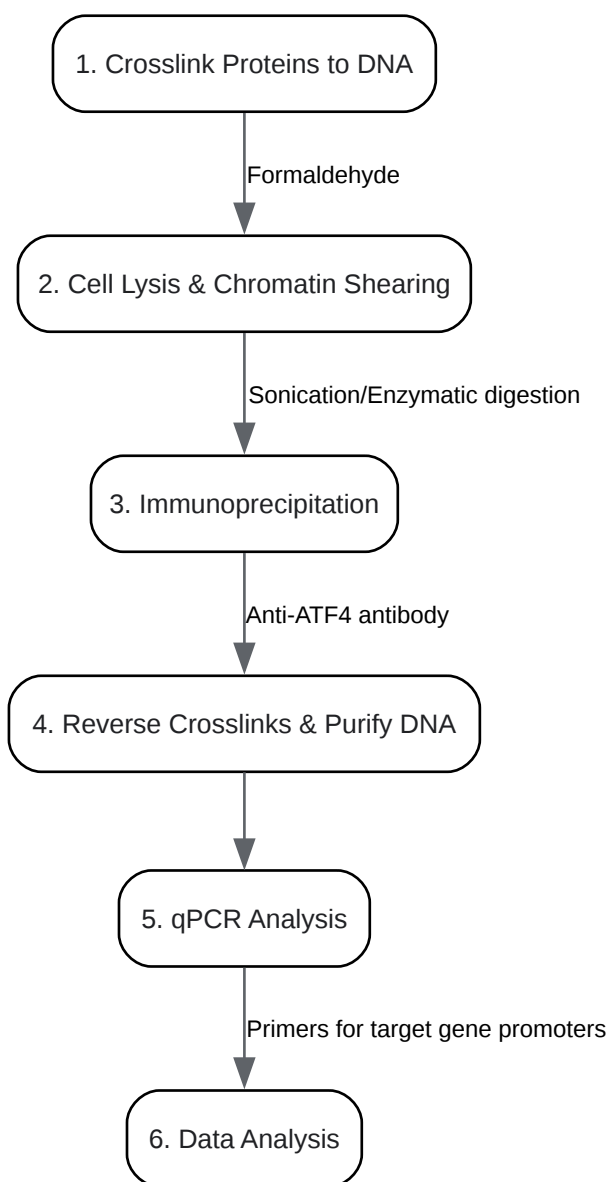 1. Crosslink Proteins to DNA
Formaldehyde
2. Cell Lysis & Chromatin Shearing
Sonication/Enzymatic digestion
3. Immunoprecipitation
Anti-ATF4 antibody
4. Reverse Crosslinks & Purify DNA
5. qPCR Analysis
Primers for target gene promoters
6. Data Analysis